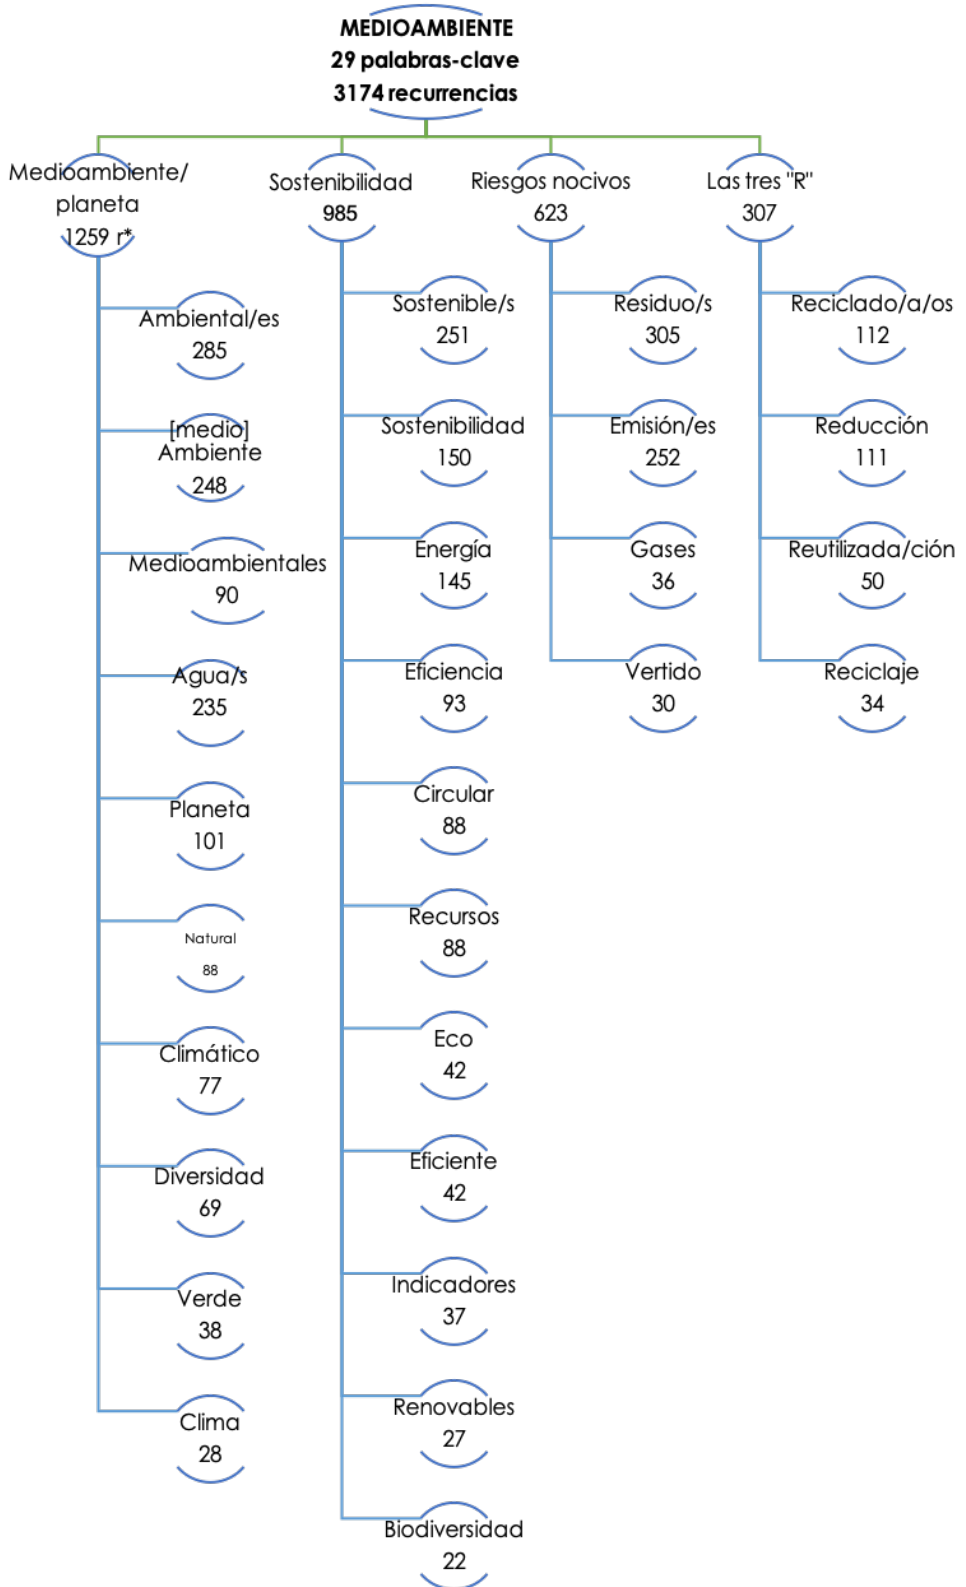 MEDIOAMBIENTE
29 palabras-clave
3174 recurrencias
Medioambiente/
planeta
1259 r*
Ambiental/es
285
[medio]
Ambiente
248
Medioambientales
90
Agua/s
235
Planeta
101
Natural
88
Climático
77
Diversidad
69
Verde
38
Clima
28
Sostenibilidad
985
Sostenible/s
251
Sostenibilidad
150
Energía
145
Eficiencia
93
Circular
88
Recursos
88
Eco
42
Eficiente
42
Indicadores
37
Renovables
27
Biodiversidad
22
Riesgos nocivos
623
Residuo/s
305
Emisión/es
252
Gases
36
Vertido
30
Las tres "R"
307
Reciclado/a/os
112
Reducción
111
Reutilizada/ción
50
Reciclaje
34